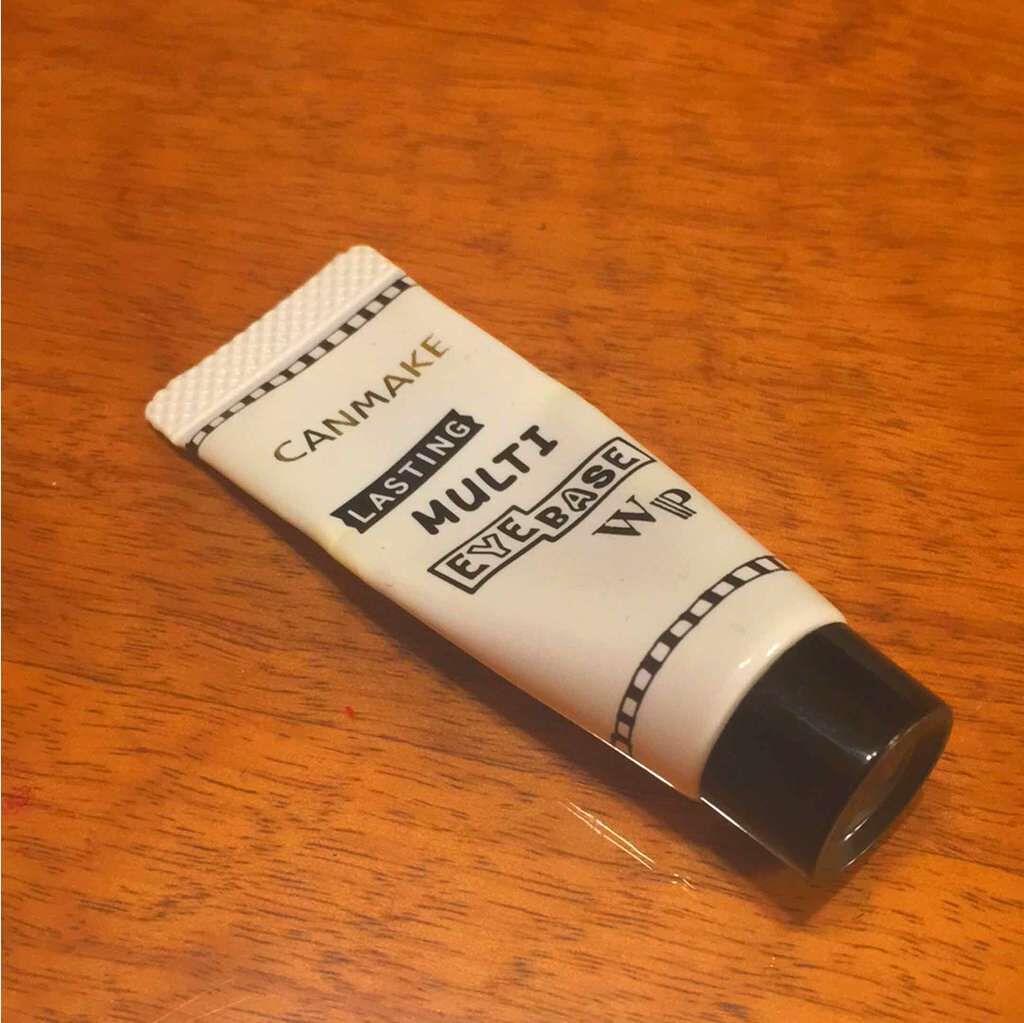 CANMAKE
LASTING
MULTI
EYE BASE
WP